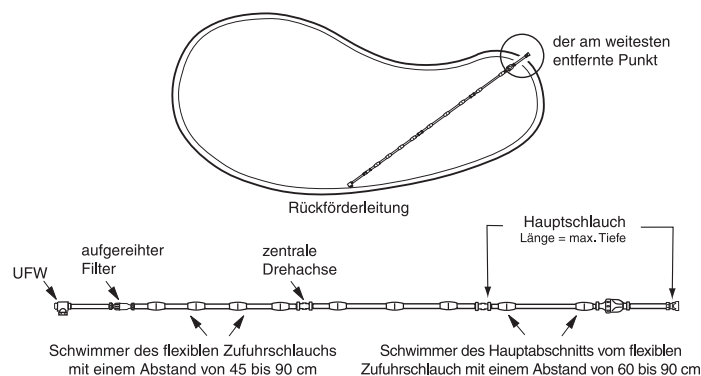 der am weitesten
entfernte Punkt
Rückförderleitung
Hauptschlauch
Länge = max. Tiefe
aufgereihter
Filter
zentrale
Drehachse
UFW
Schwimmer des flexiblen Zufuhrschlauchs
mit einem Abstand von 45 bis 90 cm
Schwimmer des Hauptabschnitts vom flexiblen
Zufuhrschlauch mit einem Abstand von 60 bis 90 cm